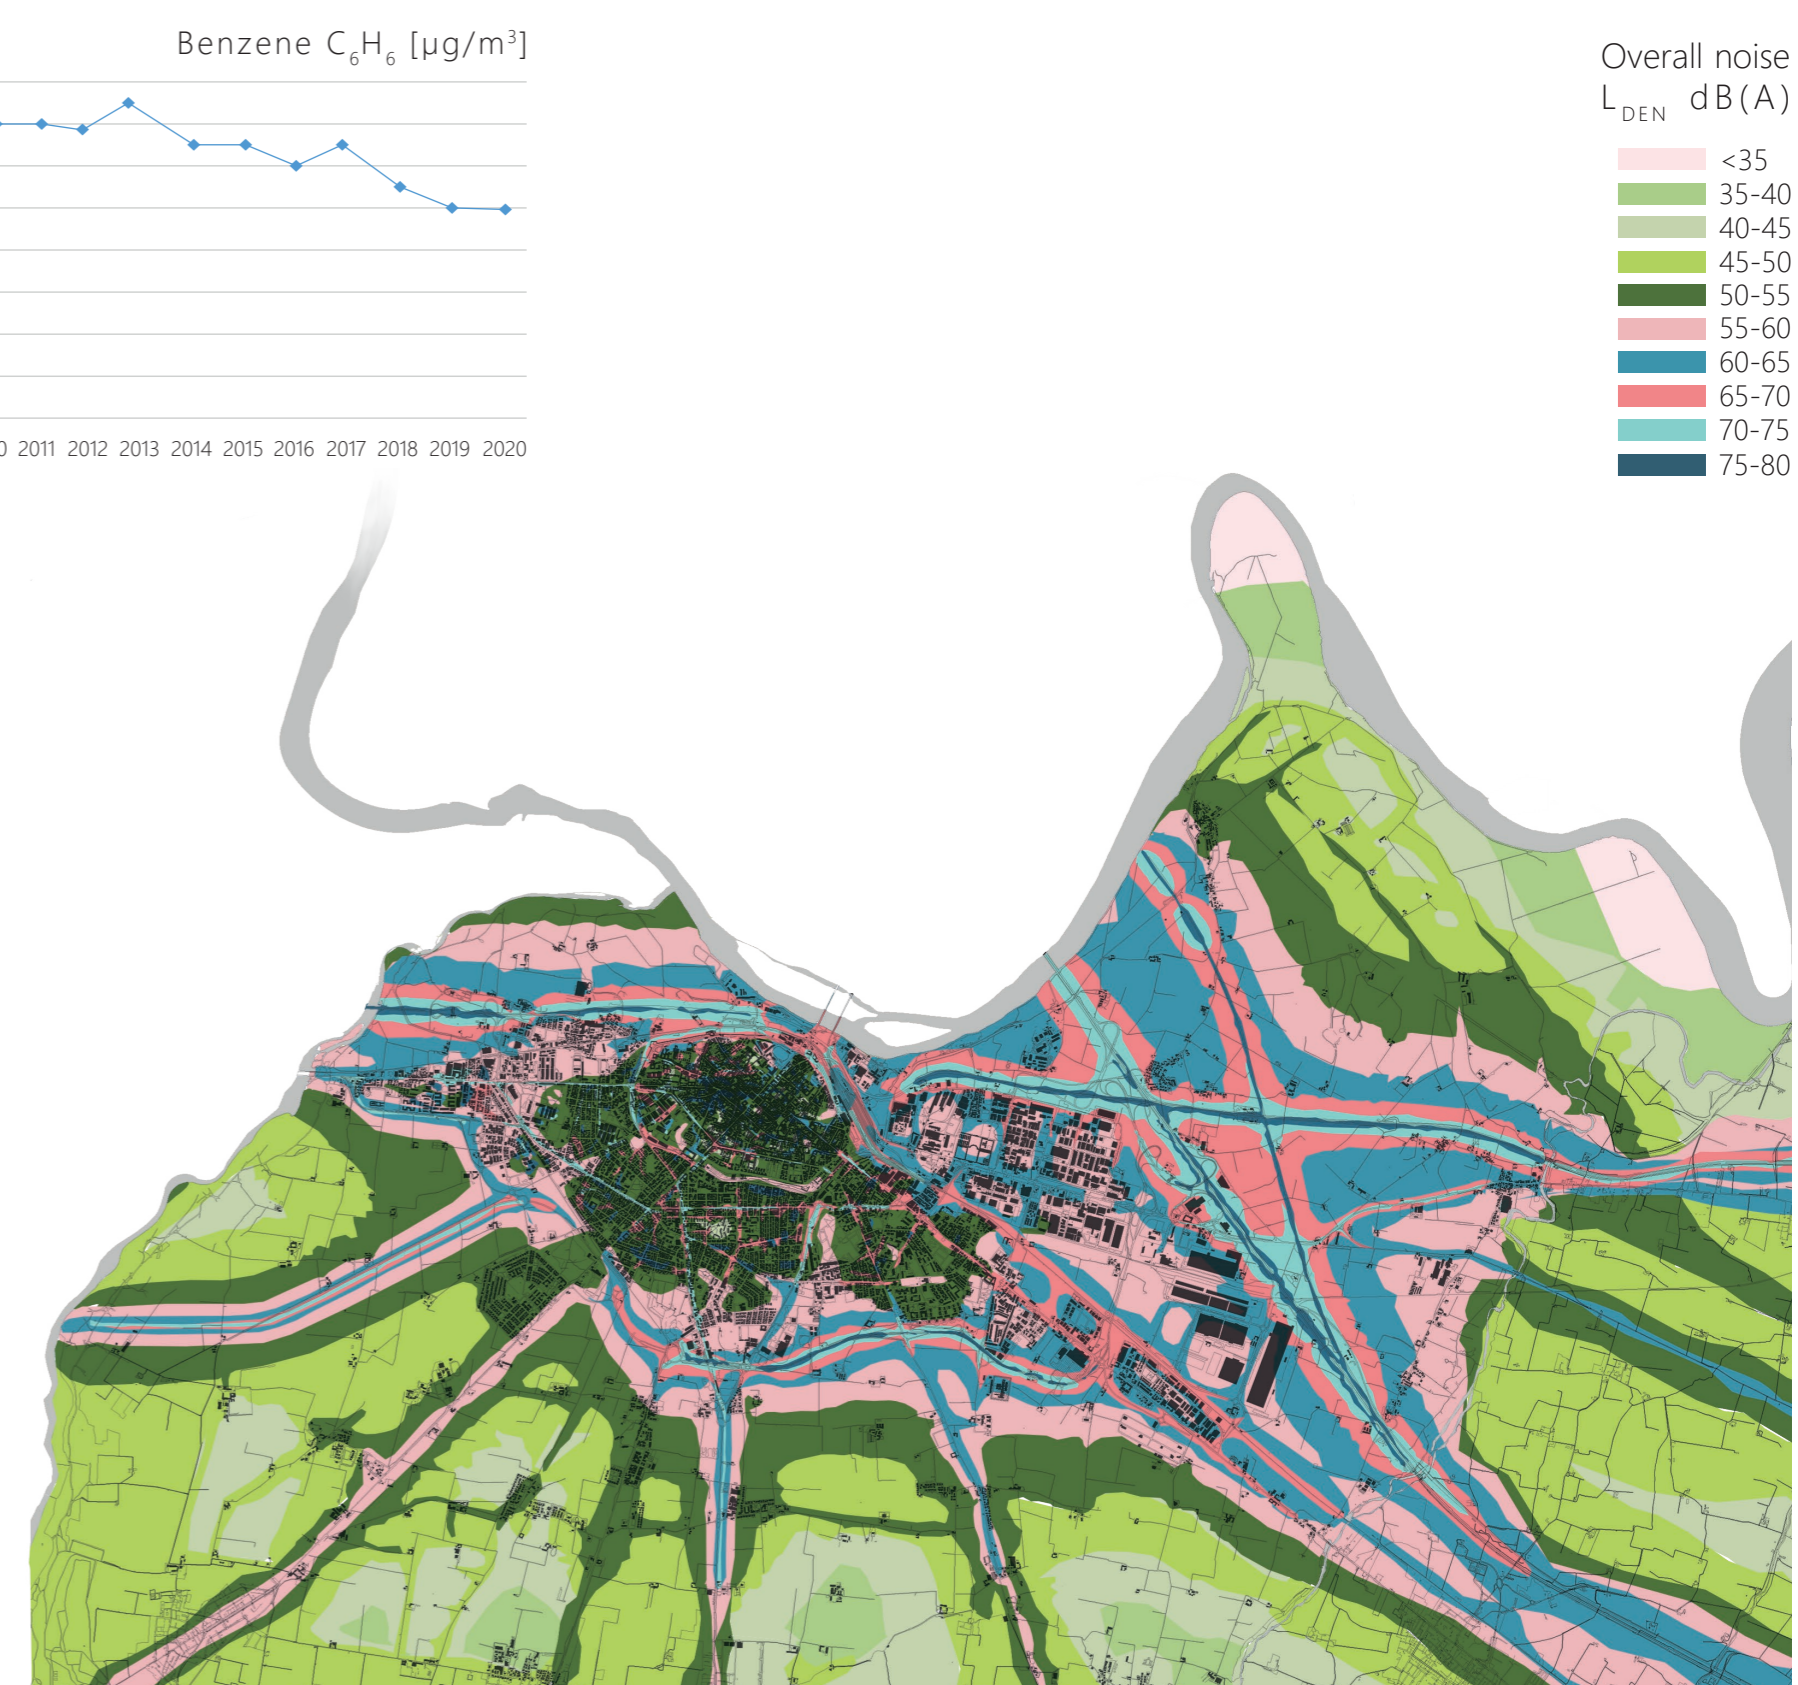 Benzene C₆H₆ [µg/m³]
0 2011 2012 2013 2014 2015 2016 2017 2018 2019 2020
Overall noise
L_DEN dB(A)
<35
35-40
40-45
45-50
50-55
55-60
60-65
65-70
70-75
75-80